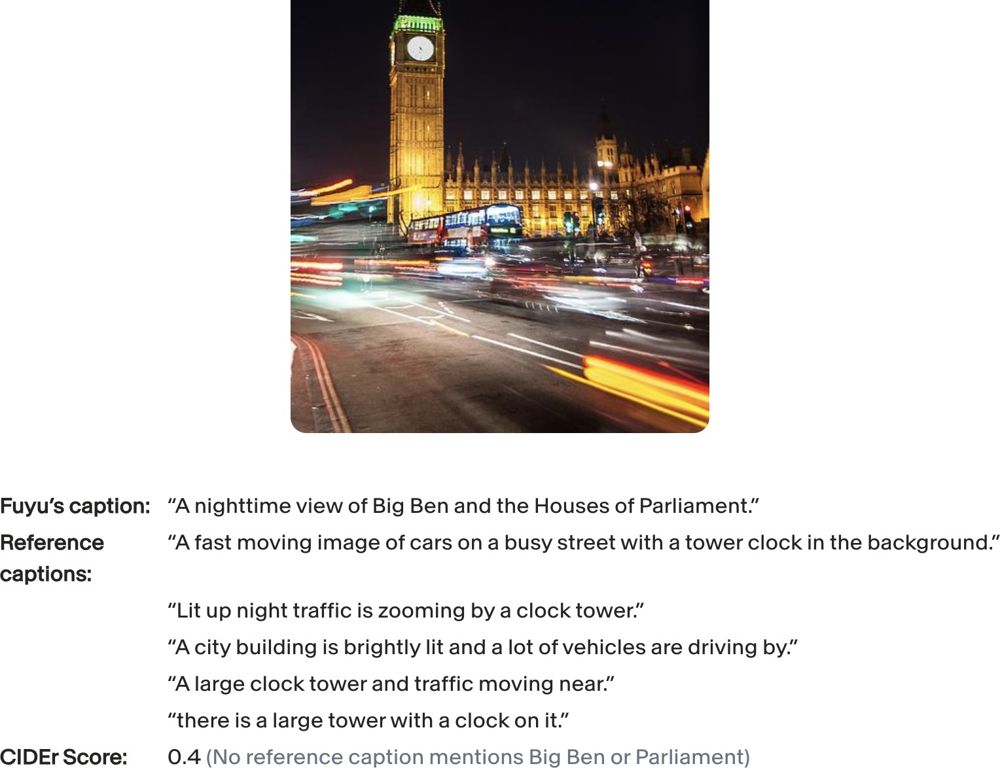 Fuyu’s caption: “A nighttime view of Big Ben and the Houses of Parliament.”
Reference captions: “A fast moving image of cars on a busy street with a tower clock in the background.”
“Lit up night traffic is zooming by a clock tower.”
“A city building is brightly lit and a lot of vehicles are driving by.”
“A large clock tower and traffic moving near.”
“there is a large tower with a clock on it.”
CIDEr Score: 0.4 (No reference caption mentions Big Ben or Parliament)